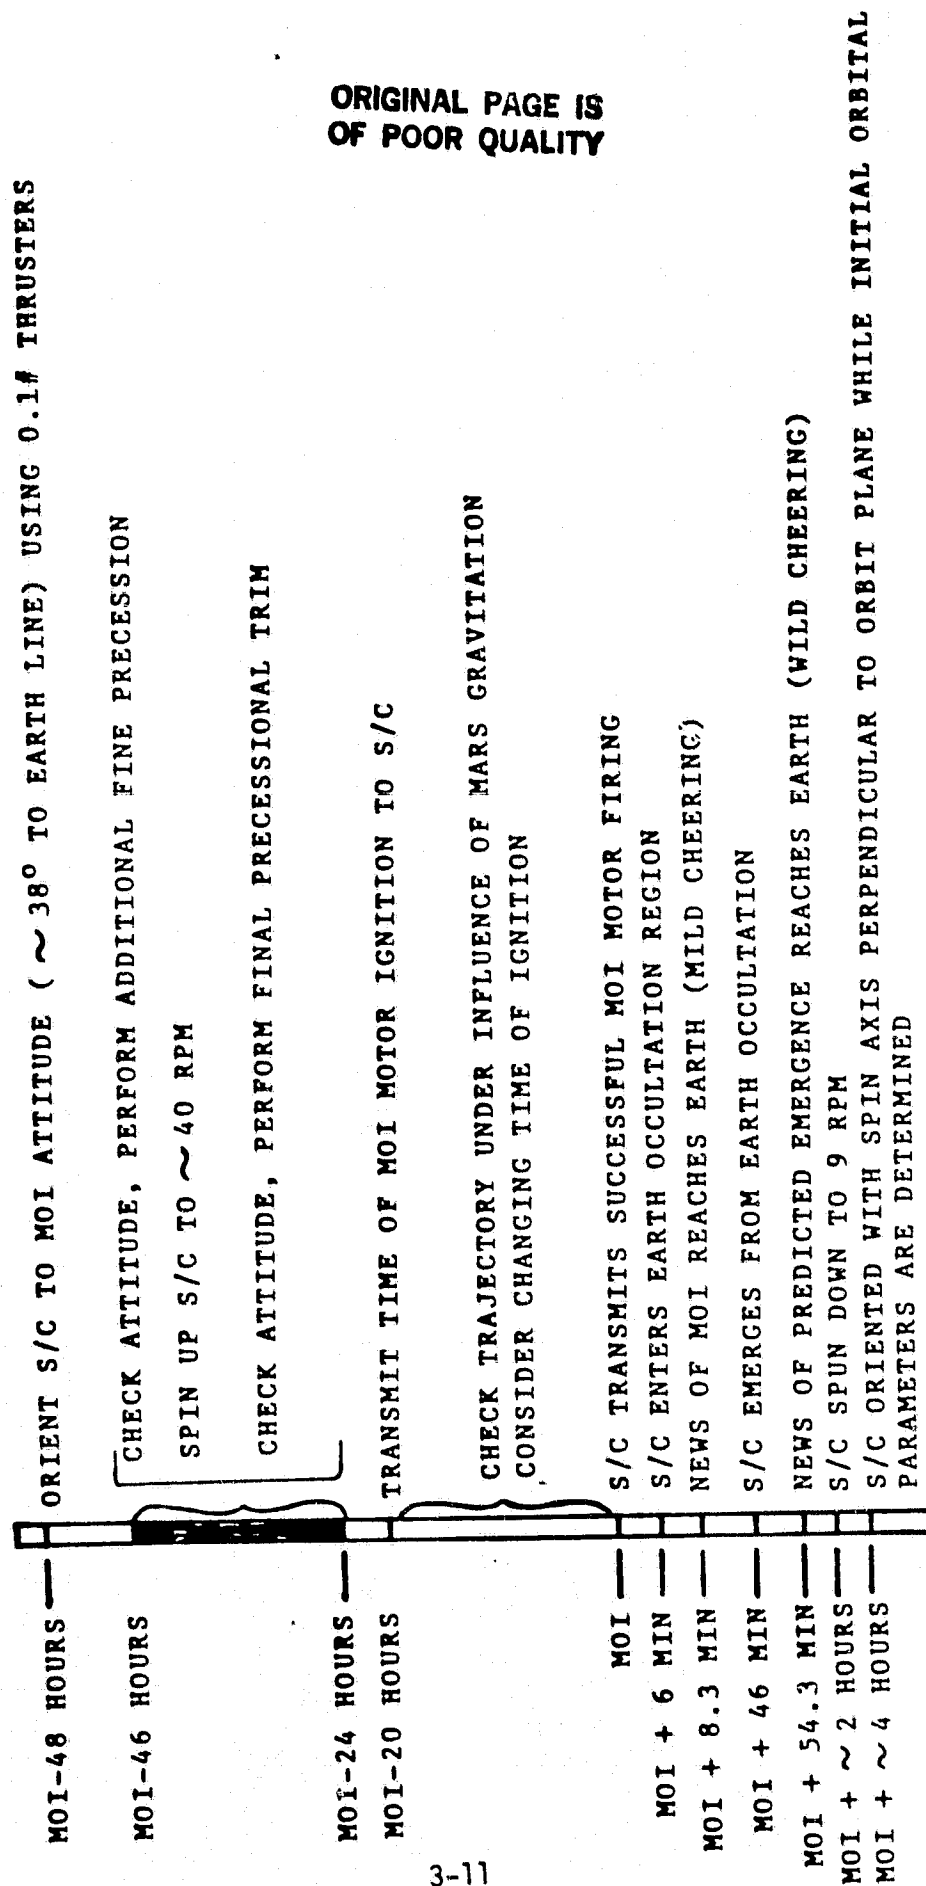 ORIGINAL PAGE IS
OF POOR QUALITY
MOI-48 HOURS
ORIENT S/C TO MOI ATTITUDE ( ~ 38° TO EARTH LINE) USING 0.1# THRUSTERS
MOI-46 HOURS
CHECK ATTITUDE, PERFORM ADDITIONAL FINE PRECESSION
SPIN UP S/C TO ~ 40 RPM
CHECK ATTITUDE, PERFORM FINAL PRECESSIONAL TRIM
MOI-24 HOURS
MOI-20 HOURS
TRANSMIT TIME OF MOI MOTOR IGNITION TO S/C
CHECK TRAJECTORY UNDER INFLUENCE OF MARS GRAVITATION
CONSIDER CHANGING TIME OF IGNITION
MOI
S/C TRANSMITS SUCCESSFUL MOI MOTOR FIRING
MOI + 6 MIN
S/C ENTERS EARTH OCCULTATION REGION
MOI + 8.3 MIN
NEWS OF MOI REACHES EARTH (MILD CHEERING)
MOI + 46 MIN
S/C EMERGES FROM EARTH OCCULTATION
MOI + 54.3 MIN
NEWS OF PREDICTED EMERGENCE REACHES EARTH (WILD CHEERING)
MOI + ~ 2 HOURS
S/C SPUN DOWN TO 9 RPM
MOI + ~ 4 HOURS
S/C ORIENTED WITH SPIN AXIS PERPENDICULAR TO ORBIT PLANE WHILE INITIAL ORBITAL
PARAMETERS ARE DETERMINED
3-11